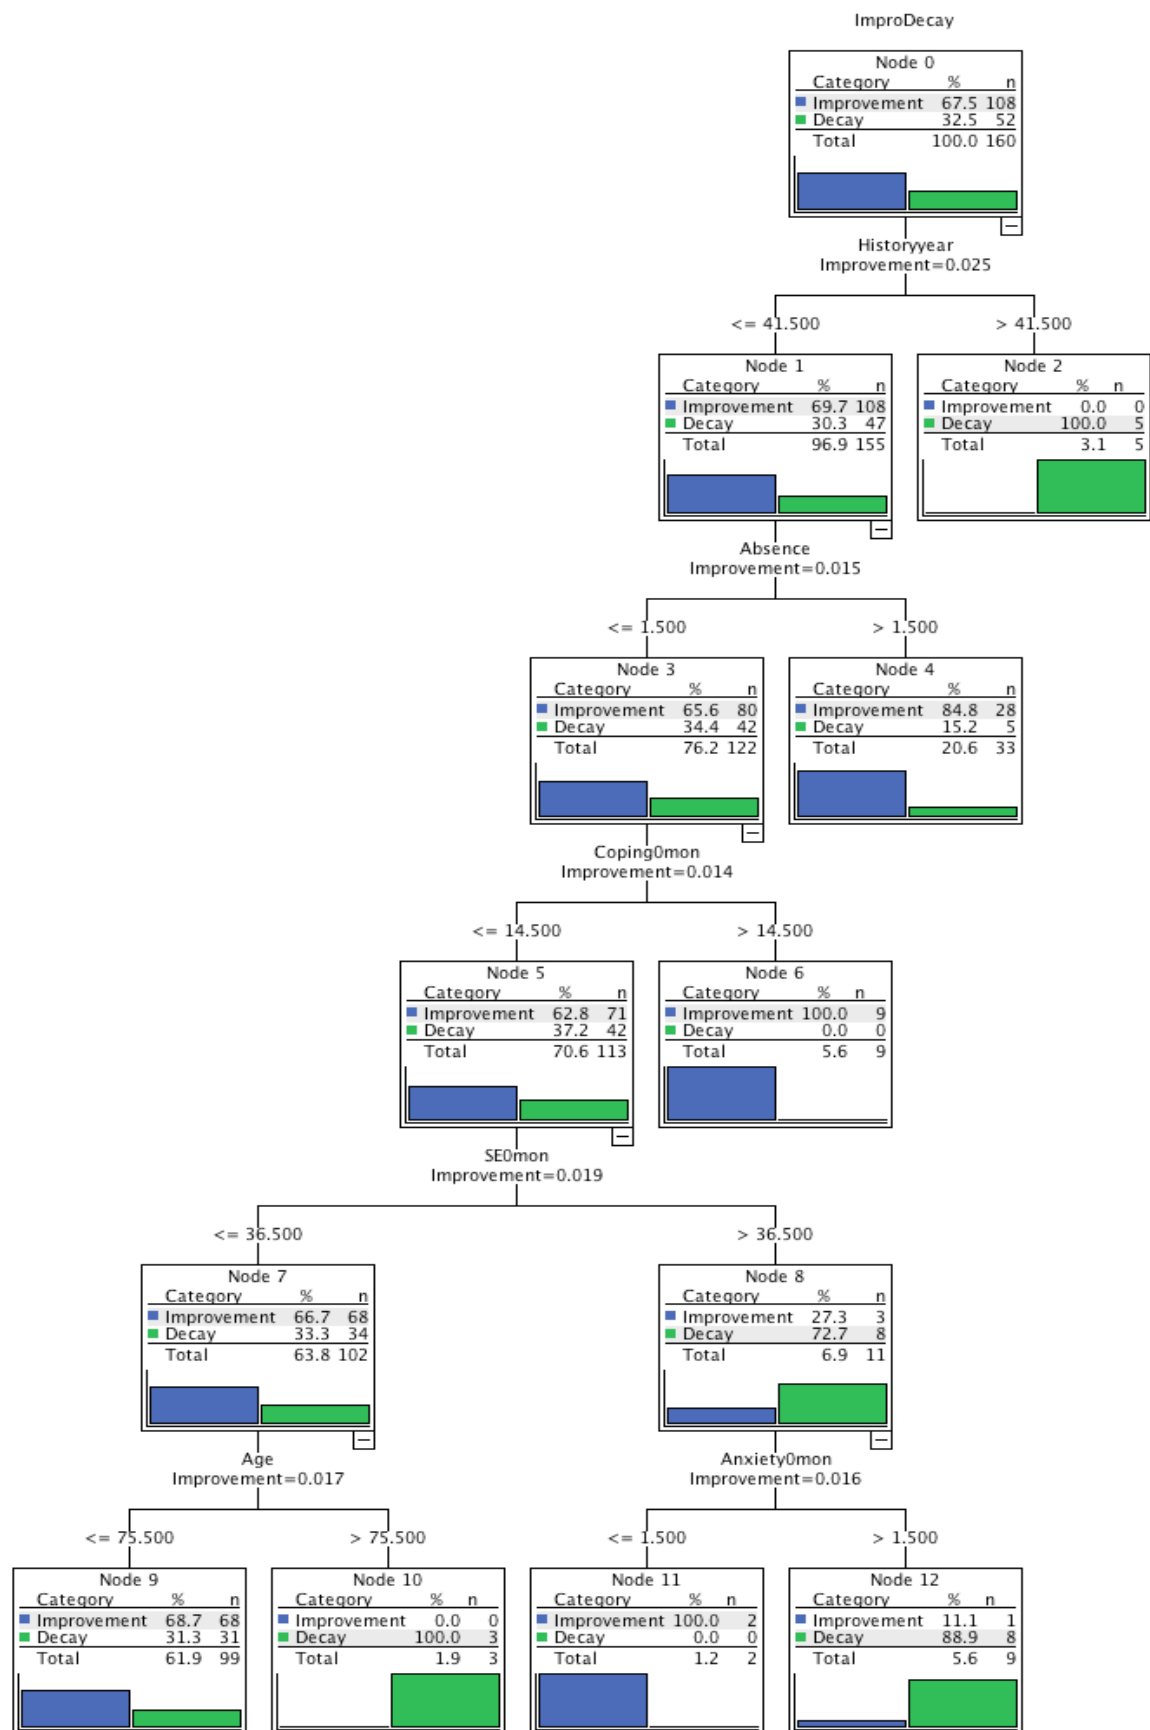 ImproDecay
Node 0
Category % n
Improvement 67.5 108
Decay 32.5 52
Total 100.0 160
Historyyear
Improvement=0.025
<= 41.500
> 41.500
Node 1
Category % n
Improvement 69.7 108
Decay 30.3 47
Total 96.9 155
Node 2
Category % n
Improvement 0.0 0
Decay 100.0 5
Total 3.1 5
Absence
Improvement=0.015
<= 1.500
> 1.500
Node 3
Category % n
Improvement 65.6 80
Decay 34.4 42
Total 76.2 122
Node 4
Category % n
Improvement 84.8 28
Decay 15.2 5
Total 20.6 33
Coping0mon
Improvement=0.014
<= 14.500
> 14.500
Node 5
Category % n
Improvement 62.8 71
Decay 37.2 42
Total 70.6 113
Node 6
Category % n
Improvement 100.0 9
Decay 0.0 0
Total 5.6 9
SE0mon
Improvement=0.019
<= 36.500
> 36.500
Node 7
Category % n
Improvement 66.7 68
Decay 33.3 34
Total 63.8 102
Node 8
Category % n
Improvement 27.3 3
Decay 72.7 8
Total 6.9 11
Age
Improvement=0.017
Anxiety0mon
Improvement=0.016
<= 75.500
> 75.500
<= 1.500
> 1.500
Node 9
Category % n
Improvement 68.7 68
Decay 31.3 31
Total 61.9 99
Node 10
Category % n
Improvement 0.0 0
Decay 100.0 3
Total 1.9 3
Node 11
Category % n
Improvement 100.0 2
Decay 0.0 0
Total 1.2 2
Node 12
Category % n
Improvement 11.1 1
Decay 88.9 8
Total 5.6 9